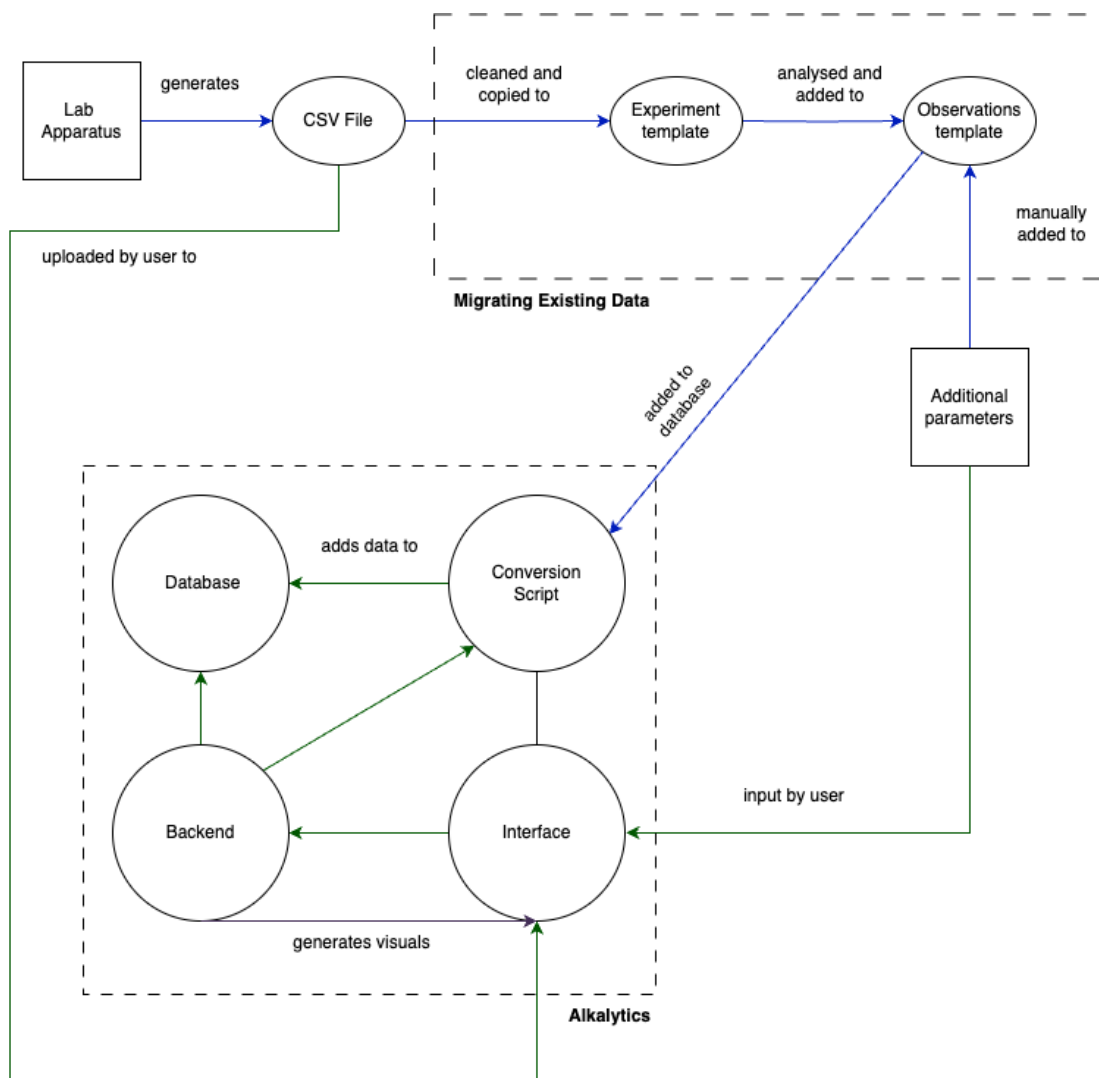 Lab
Apparatus
generates
CSV File
cleaned and
copied to
Experiment
template
analysed and
added to
Observations
template
manually
added to
uploaded by user to
Migrating Existing Data
Additional
parameters
added to
database
Database
adds data to
Conversion
Script
Backend
Interface
input by user
generates visuals
Alkalytics